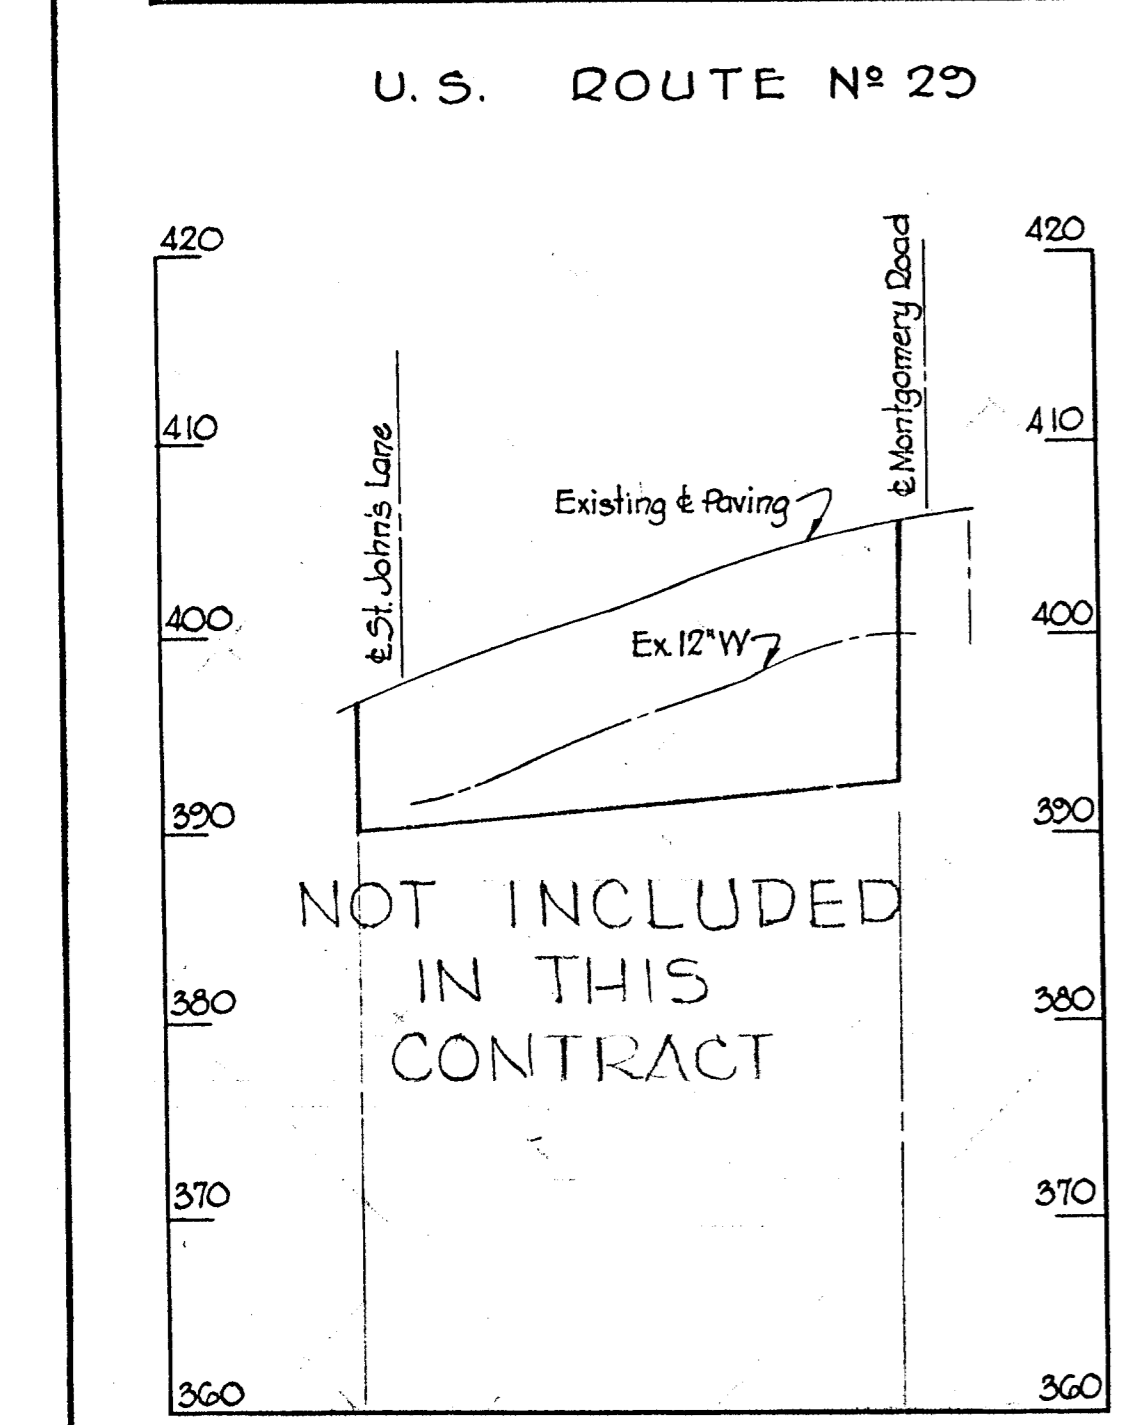 U.S. ROUTE Nº 29
420
420
℄ Montgomery Road
410
410
℄ St. John's Lane
Existing ℄ Paving
400
400
Ex. 12"W
390
390
NOT INCLUDED
IN THIS
CONTRACT
380
380
370
370
360
360